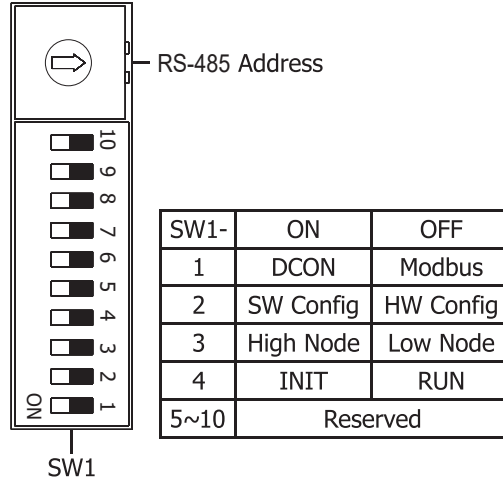 RS-485 Address
10
9
8
7
6
5
4
3
2
1
ON
SW1
SW1- ON OFF
1 DCON Modbus
2 SW Config HW Config
3 High Node Low Node
4 INIT RUN
5~10 Reserved